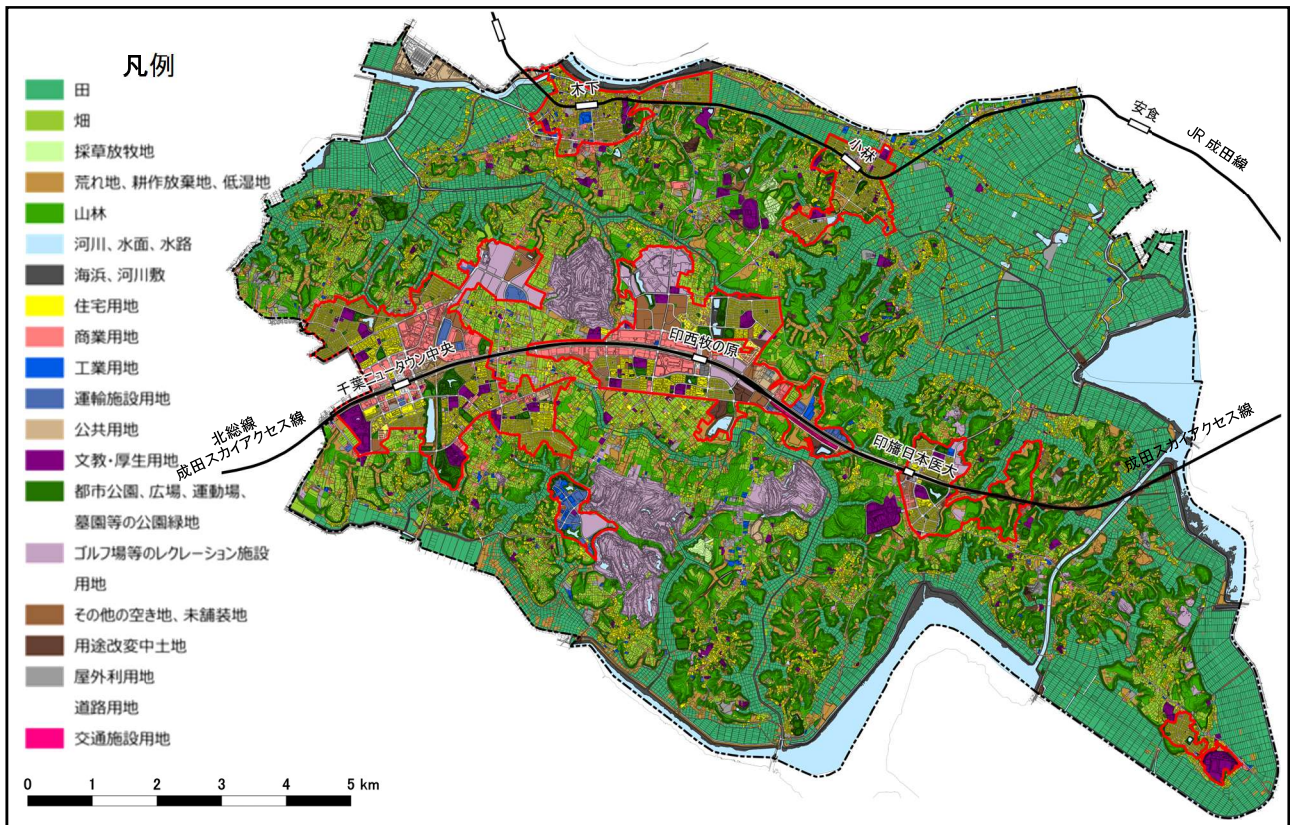 凡例
田
畑
採草放牧地
荒れ地、耕作放棄地、低湿地
山林
河川、水面、水路
海浜、河川敷
住宅用地
商業用地
工業用地
運輸施設用地
公共用地
文教・厚生用地
都市公園、広場、運動場、
墓園等の公園緑地
ゴルフ場等のレクレーション施設
用地
その他の空き地、未舗装地
用途改変中土地
屋外利用地
道路用地
交通施設用地
0 1 2 3 4 5 km
木下
小林
安食
JR 成田線
千葉ニュータウン中央
印西牧の原
印旛日本医大
北総線
成田スカイアクセス線
成田スカイアクセス線